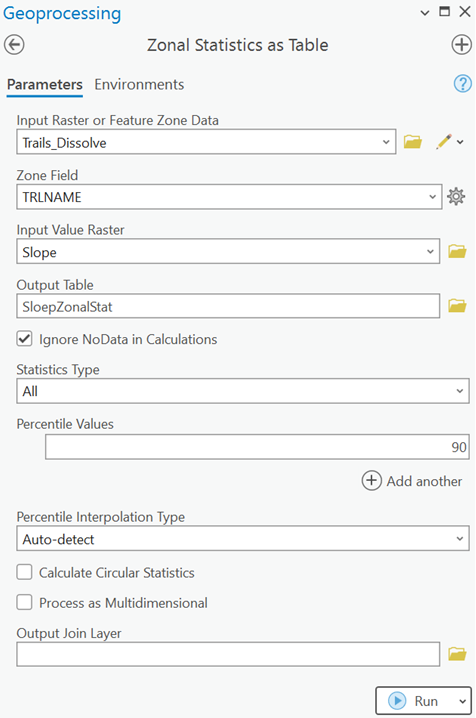 Geoprocessing
Zonal Statistics as Table
Parameters Environments
Input Raster or Feature Zone Data
Trails_Dissolve
Zone Field
TRLNAME
Input Value Raster
Slope
Output Table
SloepZonalStat
Ignore NoData in Calculations
Statistics Type
All
Percentile Values
90
Add another
Percentile Interpolation Type
Auto-detect
Calculate Circular Statistics
Process as Multidimensional
Output Join Layer
Run